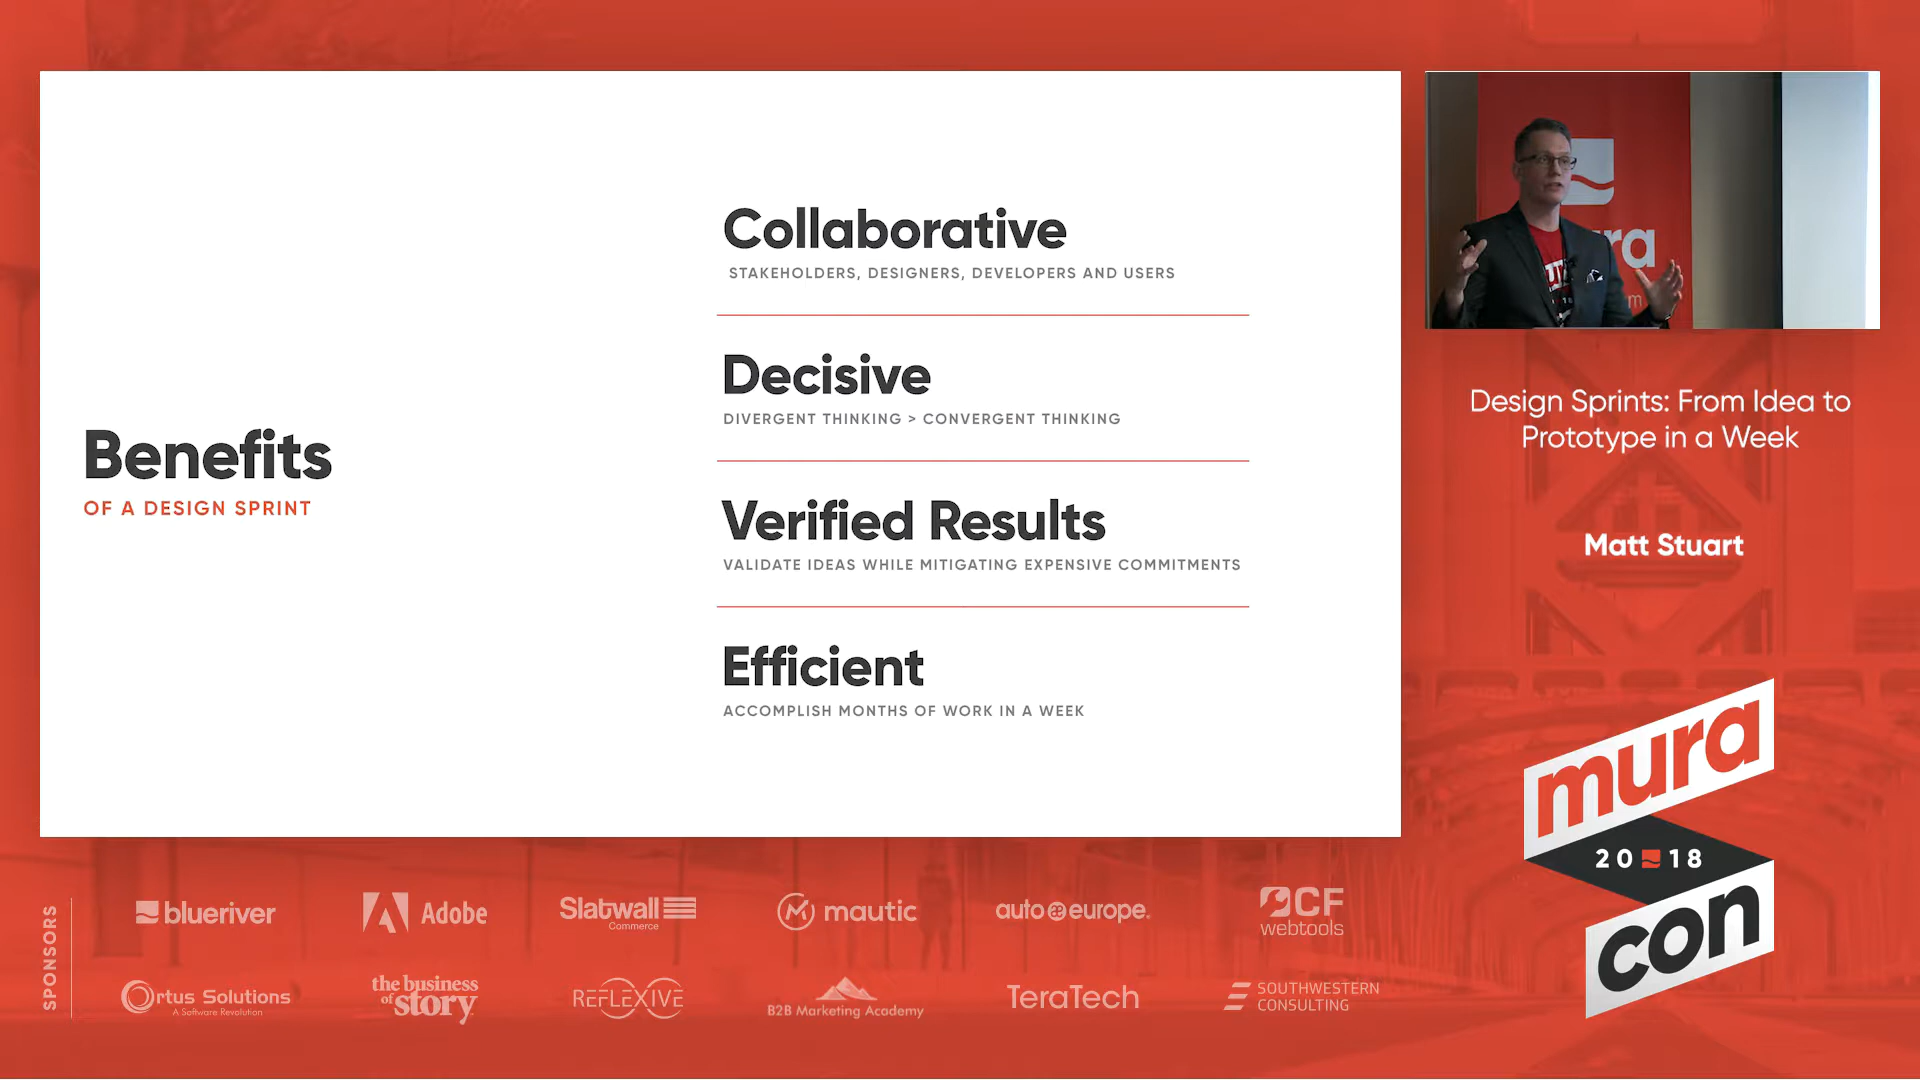 Benefits
OF A DESIGN SPRINT
Collaborative
STAKEHOLDERS, DESIGNERS, DEVELOPERS AND USERS
Decisive
DIVERGENT THINKING > CONVERGENT THINKING
Verified Results
VALIDATE IDEAS WHILE MITIGATING EXPENSIVE COMMITMENTS
Efficient
ACCOMPLISH MONTHS OF WORK IN A WEEK
ra
m
Design Sprints: From Idea to
Prototype in a Week
Matt Stuart
mura
20 18
con
SPONSORS
blueriver
Adobe
Slatwall
Commerce
mautic
auto europe.
CF
webtools
Ortus Solutions
A Software Revolution
the business
of story
REFLEXIVE
B2B Marketing Academy
TeraTech
SOUTHWESTERN
CONSULTING